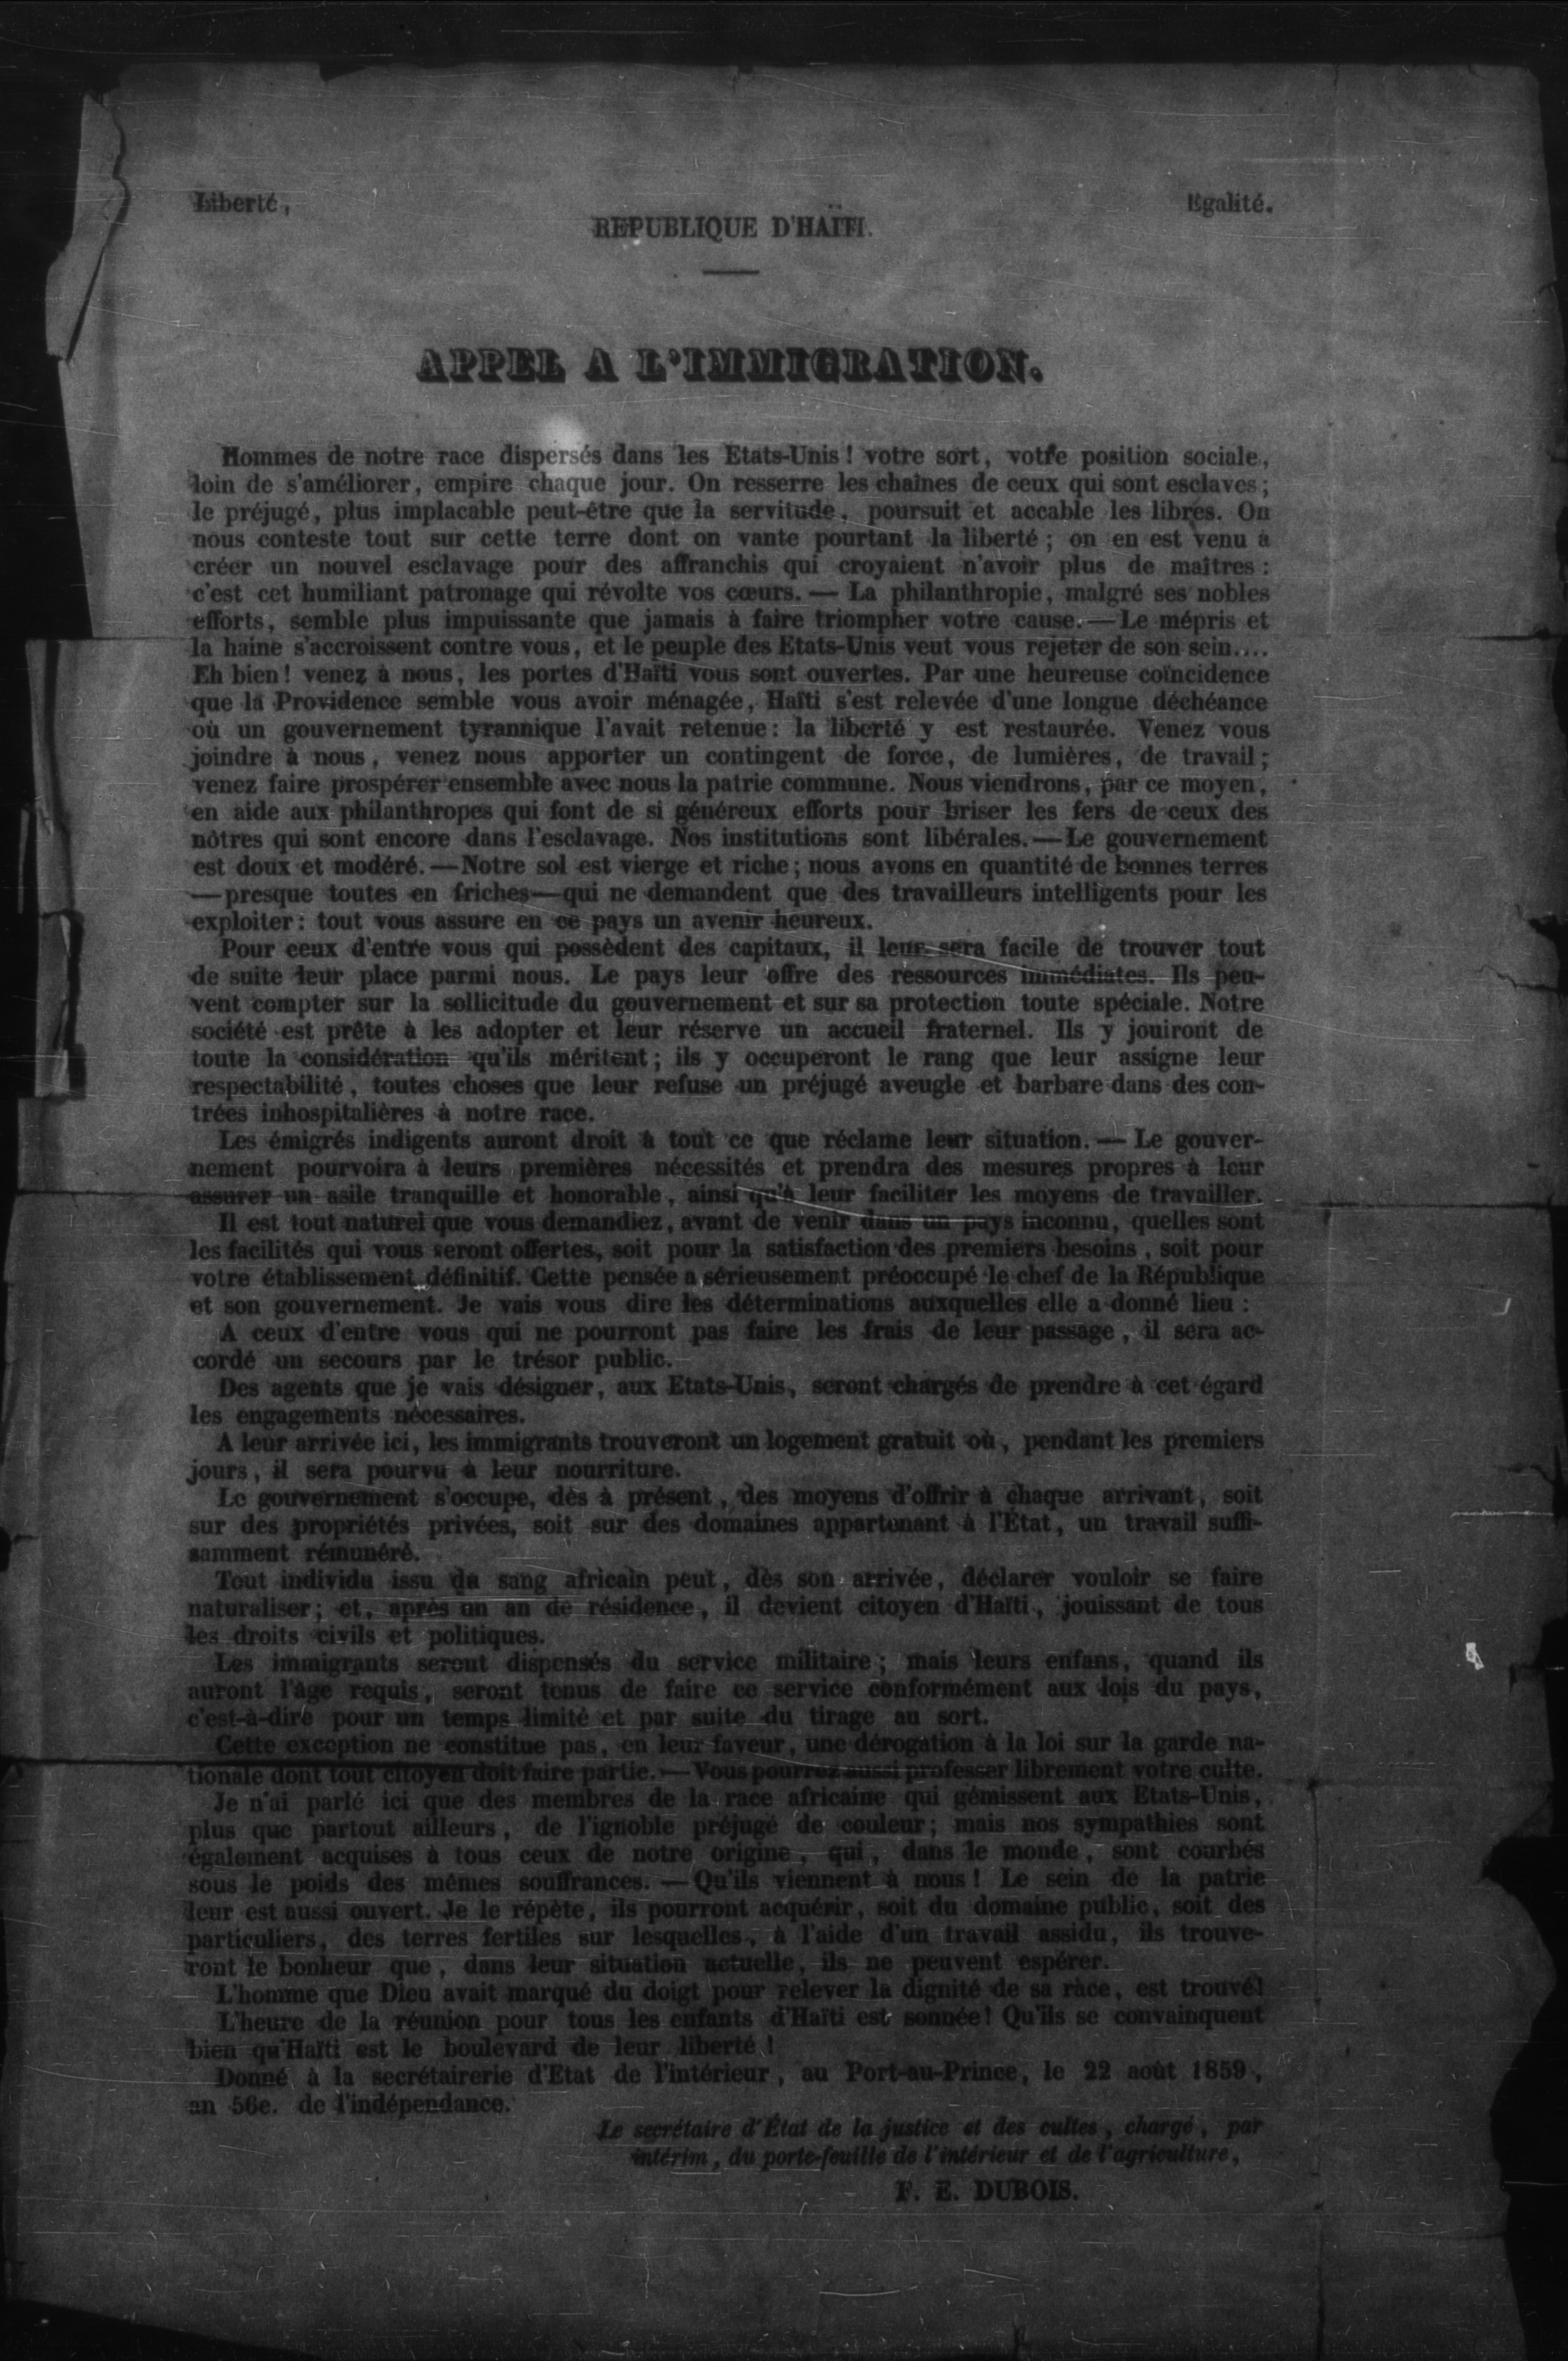 Liberté,
Egalité.
REPUBLIQUE D'HAÏTI.
APPEL A L'IMMIGRATION.
Hommes de notre race dispersés dans les Etats-Unis ! votre sort, votre position sociale,
loin de s'améliorer, empire chaque jour. On resserre les chaînes de ceux qui sont esclaves ;
le préjugé, plus implacable peut-être que la servitude, poursuit et accable les libres. On
nous conteste tout sur cette terre dont on vante pourtant la liberté ; on en est venu à
créer un nouvel esclavage pour des affranchis qui croyaient n'avoir plus de maîtres :
c'est cet humiliant patronage qui révolte vos cœurs. — La philanthropie, malgré ses nobles
efforts, semble plus impuissante que jamais à faire triompher votre cause. — Le mépris et
la haine s'accroissent contre vous, et le peuple des Etats-Unis veut vous rejeter de son sein....
Eh bien ! venez à nous, les portes d'Haïti vous sont ouvertes. Par une heureuse coïncidence
que la Providence semble vous avoir ménagée, Haïti s'est relevée d'une longue déchéance
où un gouvernement tyrannique l'avait retenue : la liberté y est restaurée. Venez vous
joindre à nous, venez nous apporter un contingent de force, de lumières, de travail ;
venez faire prospérer ensemble avec nous la patrie commune. Nous viendrons, par ce moyen,
en aide aux philanthropes qui font de si généreux efforts pour briser les fers de ceux des
nôtres qui sont encore dans l'esclavage. Nos institutions sont libérales. — Le gouvernement
est doux et modéré. — Notre sol est vierge et riche ; nous avons en quantité de bonnes terres
— presque toutes en friches — qui ne demandent que des travailleurs intelligents pour les
exploiter : tout vous assure en ce pays un avenir heureux.
Pour ceux d'entre vous qui possèdent des capitaux, il leur sera facile de trouver tout
de suite leur place parmi nous. Le pays leur offre des ressources immédiates. Ils peu-
vent compter sur la sollicitude du gouvernement et sur sa protection toute spéciale. Notre
société est prête à les adopter et leur réserve un accueil fraternel. Ils y jouiront de
toute la considération qu'ils méritent ; ils y occuperont le rang que leur assigne leur
respectabilité, toutes choses que leur refuse un préjugé aveugle et barbare dans des con-
trées inhospitalières à notre race.
Les émigrés indigents auront droit à tout ce que réclame leur situation. — Le gouver-
nement pourvoira à leurs premières nécessités et prendra des mesures propres à leur
assurer un asile tranquille et honorable, ainsi qu'à leur faciliter les moyens de travailler.
Il est tout naturel que vous demandiez, avant de venir dans un pays inconnu, quelles sont
les facilités qui vous seront offertes, soit pour la satisfaction des premiers besoins, soit pour
votre établissement définitif. Cette pensée a sérieusement préoccupé le chef de la République
et son gouvernement. Je vais vous dire les déterminations auxquelles elle a donné lieu :
A ceux d'entre vous qui ne pourront pas faire les frais de leur passage, il sera ac-
cordé un secours par le trésor public.
Des agents que je vais désigner, aux Etats-Unis, seront chargés de prendre à cet égard
les engagements nécessaires.
A leur arrivée ici, les immigrants trouveront un logement gratuit où, pendant les premiers
jours, il sera pourvu à leur nourriture.
Le gouvernement s'occupe, dès à présent, des moyens d'offrir à chaque arrivant, soit
sur des propriétés privées, soit sur des domaines appartenant à l'État, un travail suffi-
samment rémunéré.
Tout individu issu du sang africain peut, dès son arrivée, déclarer vouloir se faire
naturaliser ; et, après un an de résidence, il devient citoyen d'Haïti, jouissant de tous
les droits civils et politiques.
Les immigrants seront dispensés du service militaire ; mais leurs enfans, quand ils
auront l'âge requis, seront tenus de faire ce service conformément aux lois du pays,
c'est-à-dire pour un temps limité et par suite du tirage au sort.
Cette exception ne constitue pas, en leur faveur, une dérogation à la loi sur la garde na-
tionale dont tout citoyen doit faire partie. — Vous pourrez aussi professer librement votre culte.
Je n'ai parlé ici que des membres de la race africaine qui gémissent aux Etats-Unis,
plus que partout ailleurs, de l'ignoble préjugé de couleur ; mais nos sympathies sont
également acquises à tous ceux de notre origine, qui, dans le monde, sont courbés
sous le poids des mêmes souffrances. — Qu'ils viennent à nous ! Le sein de la patrie
leur est aussi ouvert. Je le répète, ils pourront acquérir, soit du domaine public, soit des
particuliers, des terres fertiles sur lesquelles, à l'aide d'un travail assidu, ils trouve-
ront le bonheur que, dans leur situation actuelle, ils ne peuvent espérer.
L'homme que Dieu avait marqué du doigt pour relever la dignité de sa race, est trouvé!
L'heure de la réunion pour tous les enfants d'Haïti est sonnée! Qu'ils se convainquent
bien qu'Haïti est le boulevard de leur liberté !
Donné à la secrétairerie d'Etat de l'intérieur, au Port-au-Prince, le 22 août 1859,
an 56e. de l'indépendance.
Le secrétaire d'État de la justice et des cultes, chargé, par
intérim, du porte-feuille de l'intérieur et de l'agriculture,
F. E. DUBOIS.